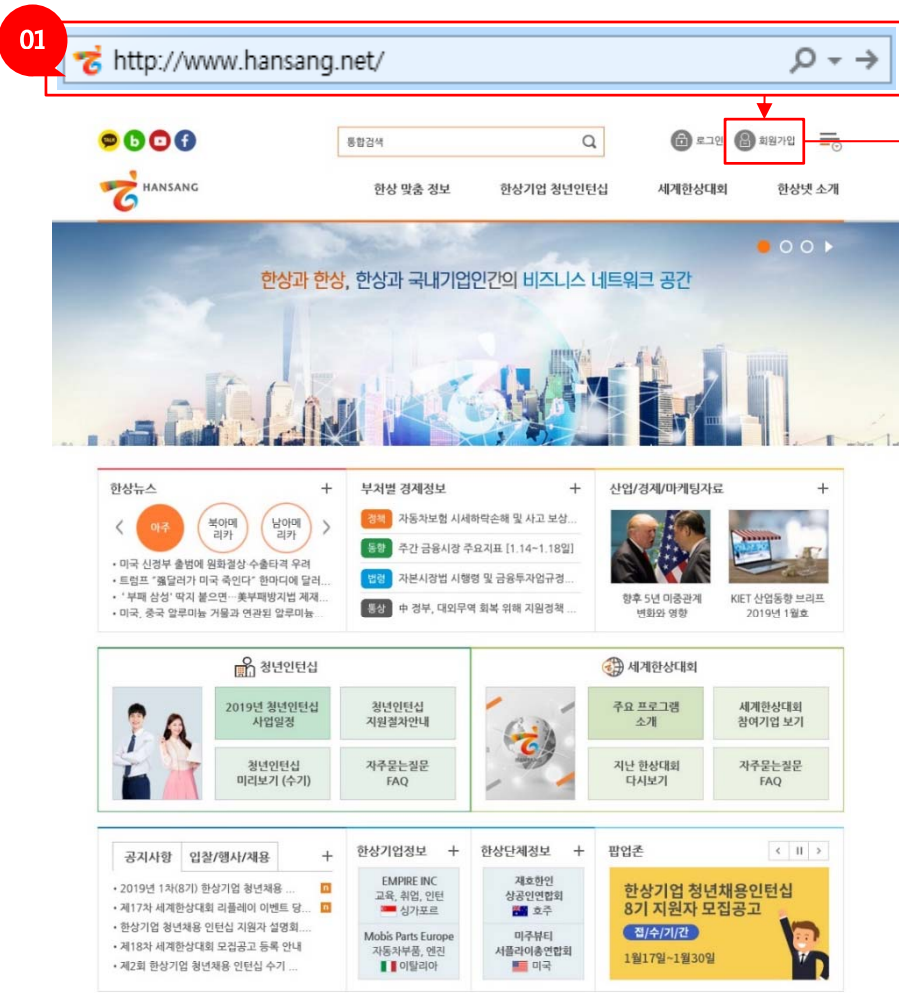 01
http://www.hansang.net/
TALK
통합검색
로그인
회원가입
HANSANG
한상 맞춤 정보
한상기업 청년인턴십
세계한상대회
한상넷 소개
한상과 한상, 한상과 국내기업인간의 비즈니스 네트워크 공간
한상뉴스 +
아주
북아메
리카
남아메
리카
• 미국 신정부 출범에 원화절상·수출타격 우려
• 트럼프 "强달러가 미국 죽인다" 한마디에 달러...
• '부패 삼성' 딱지 붙으면…美부패방지법 제재...
• 미국, 중국 알루미늄 거물과 연관된 알루미늄...
부처별 경제정보 +
정책 자동차보험 시세하락손해 및 사고 보상...
동향 주간 금융시장 주요지표 [1.14~1.18일]
법령 자본시장법 시행령 및 금융투자업규정...
통상 中 정부, 대외무역 회복 위해 지원정책 ...
산업/경제/마케팅자료 +
향후 5년 미중관계
변화와 영향
KIET 산업동향 브리프
2019년 1월호
청년인턴십
2019년 청년인턴십
사업일정
청년인턴십
지원절차안내
청년인턴십
미리보기 (수기)
자주묻는질문
FAQ
세계한상대회
주요 프로그램
소개
세계한상대회
참여기업 보기
지난 한상대회
다시보기
자주묻는질문
FAQ
공지사항
입찰/행사/채용 +
• 2019년 1차(8기) 한상기업 청년채용 ... n
• 제17차 세계한상대회 리플레이 이벤트 당... n
• 한상기업 청년채용 인턴십 지원자 설명회....
• 제18차 세계한상대회 모집공고 등록 안내
• 제2회 한상기업 청년채용 인턴십 수기 ...
한상기업정보 +
EMPIRE INC
교육, 취업, 인턴
싱가포르
Mobis Parts Europe
자동차부품, 엔진
이탈리아
한상단체정보 +
재호한인
상공인연합회
호주
미주뷰티
서플라이총연합회
미국
팝업존
한상기업 청년채용인턴십
8기 지원자 모집공고
접/수/기/간
1월17일~1월30일